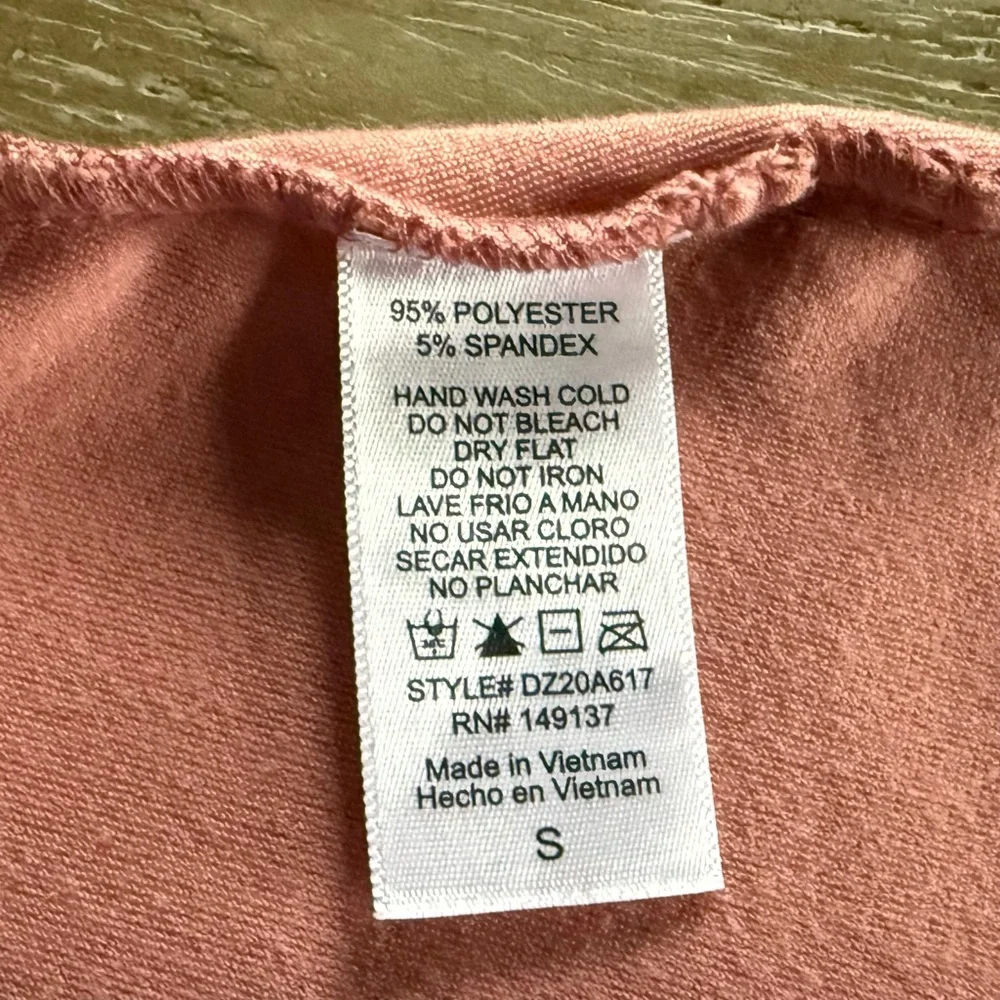 95% POLYESTER
5% SPANDEX
HAND WASH COLD
DO NOT BLEACH
DRY FLAT
DO NOT IRON
LAVE FRIO A MANO
NO USAR CLORO
SECAR EXTENDIDO
NO PLANCHAR
STYLE# DZ20A617
RN# 149137
Made in Vietnam
Hecho en Vietnam
S